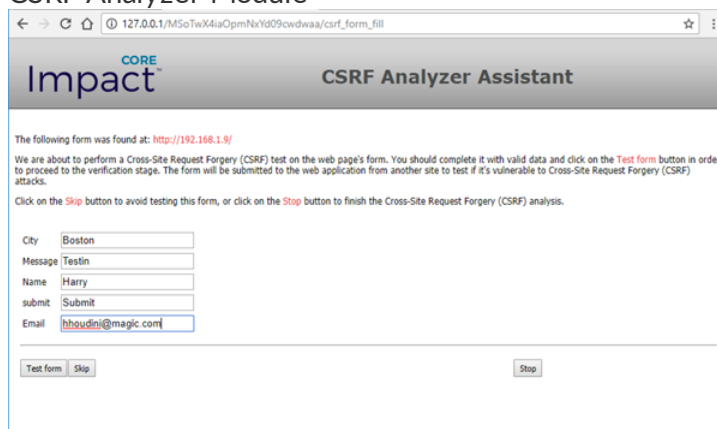 CSRF Analyzer Module
127.0.0.1/MSoTwX4iaOpmNxYd09cwdwaa/csrf_form_fill
CORE
Impact™
CSRF Analyzer Assistant
The following form was found at: http://192.168.1.9/
We are about to perform a Cross-Site Request Forgery (CSRF) test on the web page's form. You should complete it with valid data and click on the Test form button in orde
to proceed to the verification stage. The form will be submitted to the web application from another site to test if it's vulnerable to Cross-Site Request Forgery (CSRF)
attacks.
Click on the Skip button to avoid testing this form, or click on the Stop button to finish the Cross-Site Request Forgery (CSRF) analysis.
City Boston
Message Testin
Name Harry
submit Submit
Email hhoudini@magic.com
Test form Skip Stop